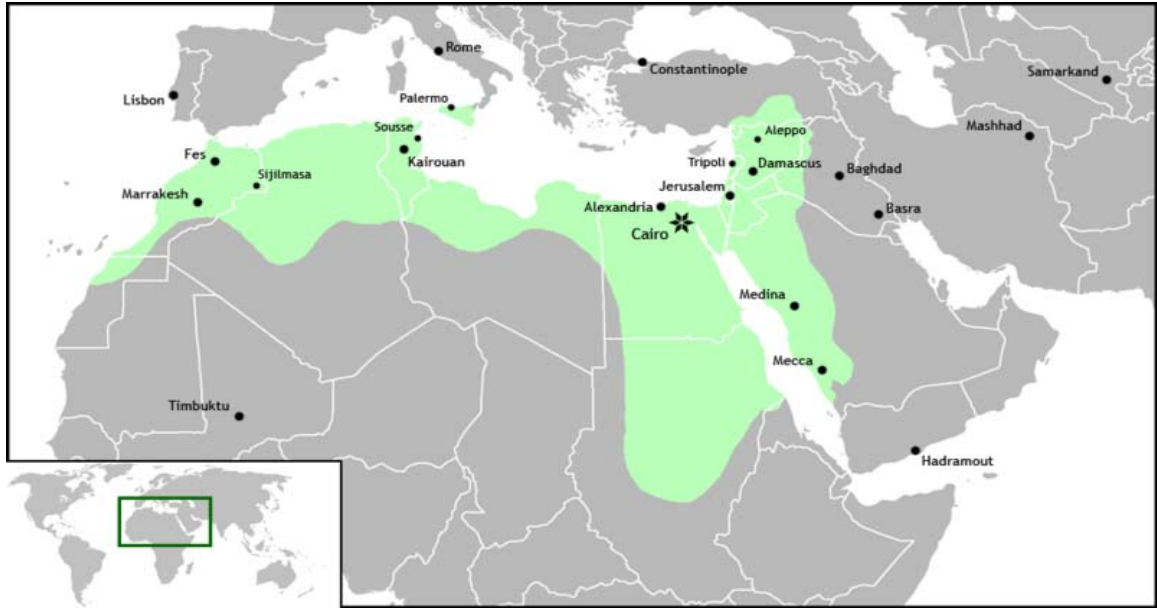 Rome
Constantinople
Samarkand
Lisbon
Palermo
Mashhad
Sousse
Aleppo
Fes
Kairouan
Tripoli
Damascus
Baghdad
Sijilmasa
Marrakesh
Jerusalem
Alexandria
Basra
Cairo
Medina
Mecca
Timbuktu
Hadramout